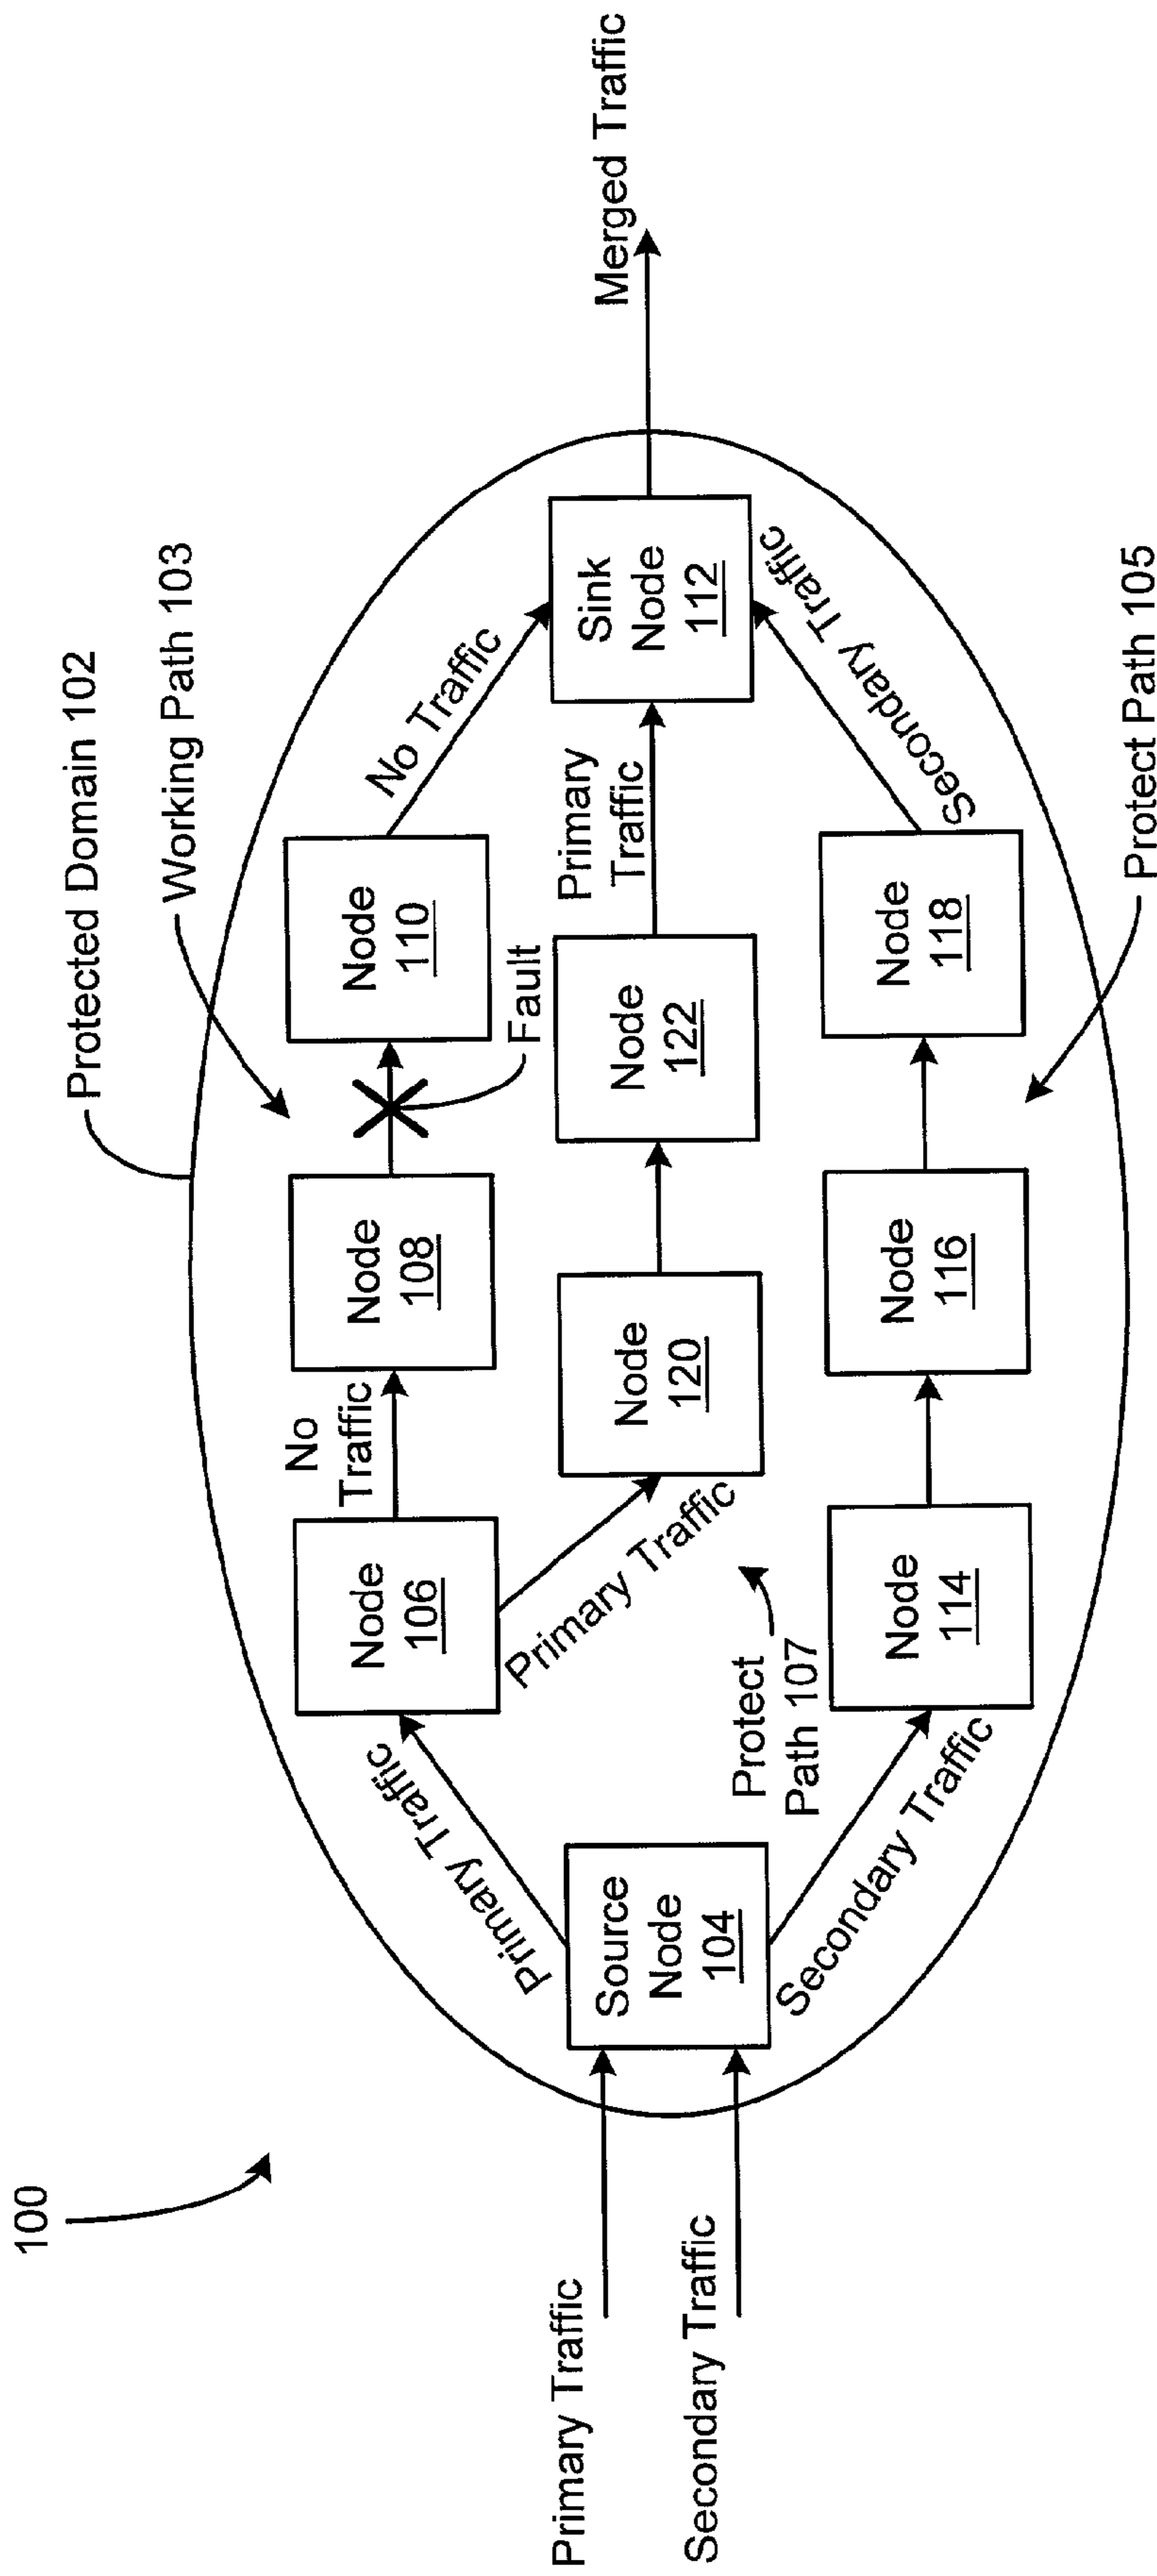 100
Protected Domain 102
Working Path 103
Primary Traffic
Secondary Traffic
Source
Node
104
Primary Traffic
Secondary Traffic
Protect
Path 107
Node
106
No
Traffic
Node
108
Fault
Node
110
No Traffic
Primary Traffic
Node
120
Node
122
Primary
Traffic
Node
114
Node
116
Node
118
Secondary Traffic
Protect Path 105
Sink
Node
112
Merged Traffic